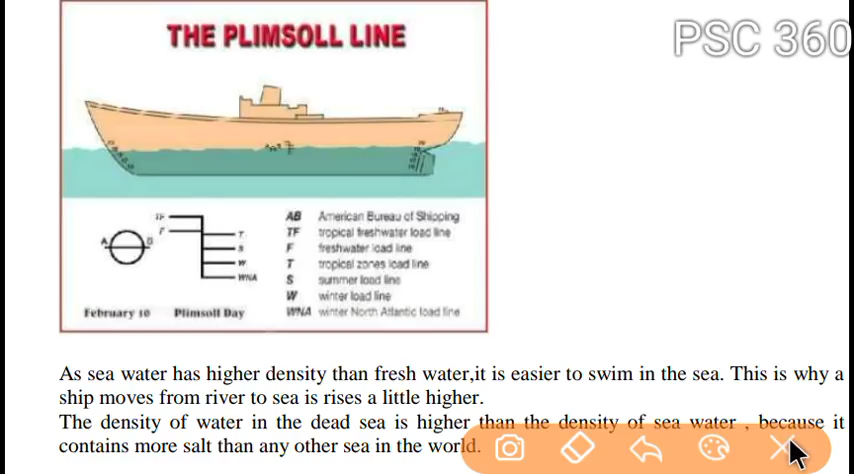 THE PLIMSOLL LINE
PSC 360
TF
F
A B
T
S
W
WNA
AB American Bureau of Shipping
TF tropical freshwater load line
F freshwater load line
T tropical zones load line
S summer load line
W winter load line
WNA winter North Atlantic load line
February 10 Plimsoll Day
As sea water has higher density than fresh water,it is easier to swim in the sea. This is why a
ship moves from river to sea is rises a little higher.
The density of water in the dead sea is higher than the density of sea water , because it
contains more salt than any other sea in the world.